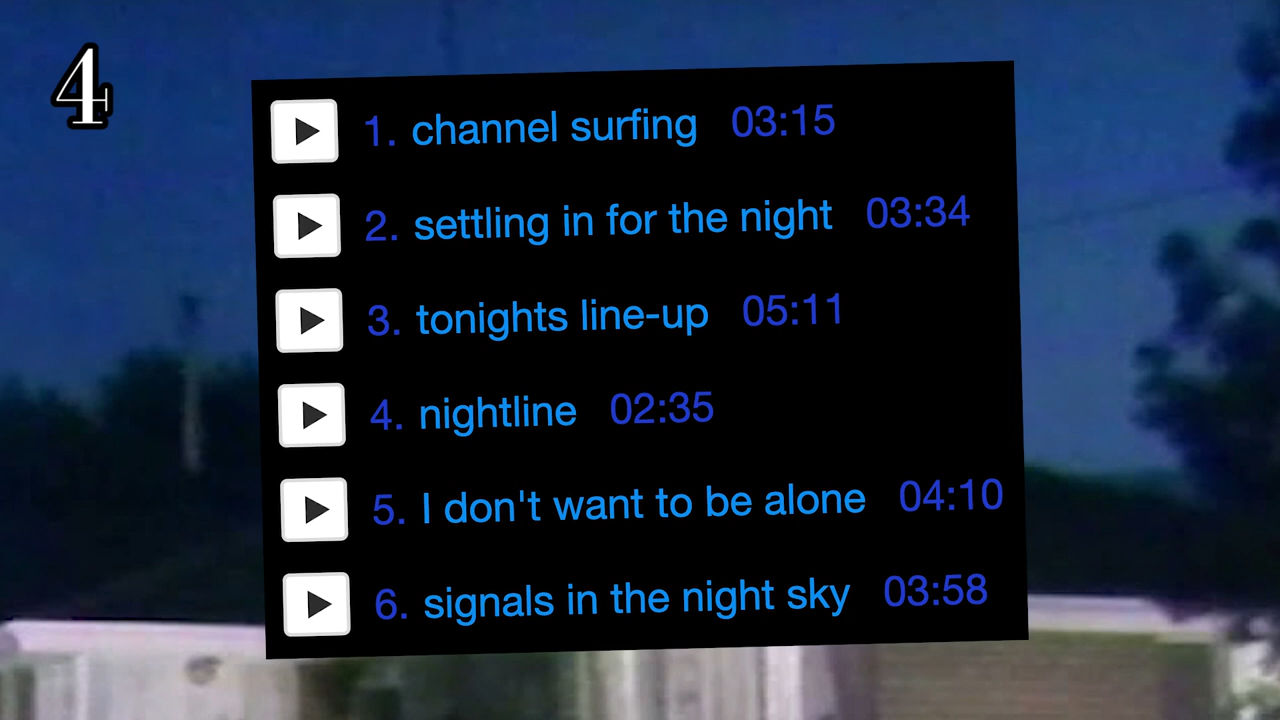 4
1. channel surfing 03:15
2. settling in for the night 03:34
3. tonights line-up 05:11
4. nightline 02:35
5. I don't want to be alone 04:10
6. signals in the night sky 03:58